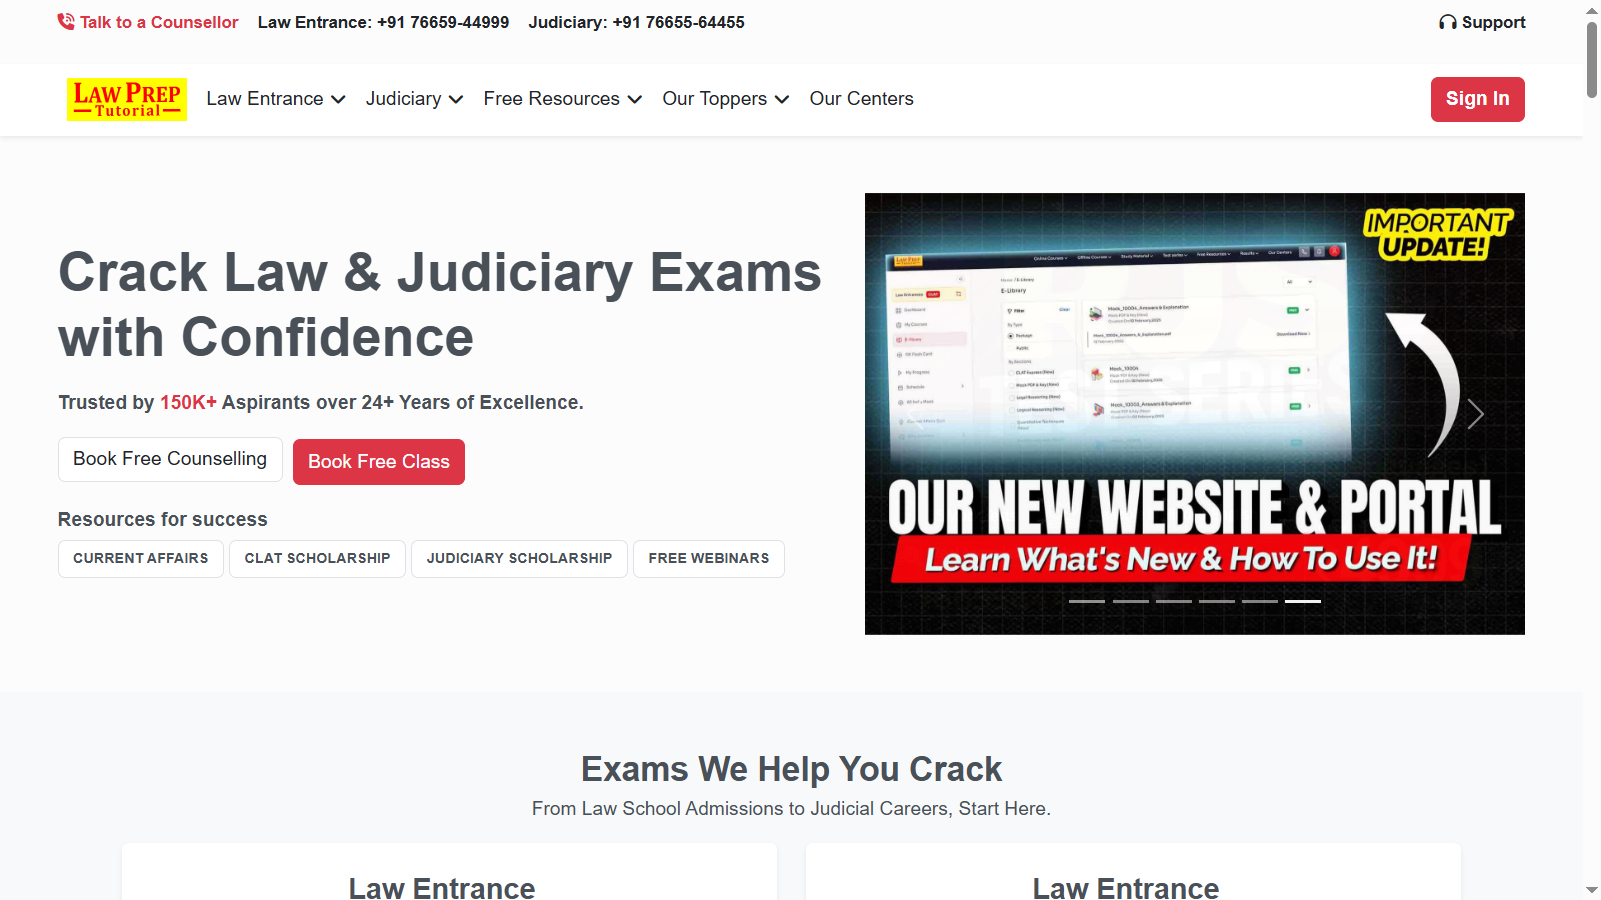 Talk to a Counsellor Law Entrance: +91 76659-44999 Judiciary: +91 76655-64455 Support
LAW PREP
Tutorial
Law Entrance Judiciary Free Resources Our Toppers Our Centers Sign In
Crack Law & Judiciary Exams
with Confidence
Trusted by 150K+ Aspirants over 24+ Years of Excellence.
Book Free Counselling Book Free Class
Resources for success
CURRENT AFFAIRS CLAT SCHOLARSHIP JUDICIARY SCHOLARSHIP FREE WEBINARS
IMPORTANT
UPDATE!
LAW PREP
E-Library
Filter
OUR NEW WEBSITE & PORTAL
Learn What's New & How To Use It!
Exams We Help You Crack
From Law School Admissions to Judicial Careers, Start Here.
Law Entrance Law Entrance